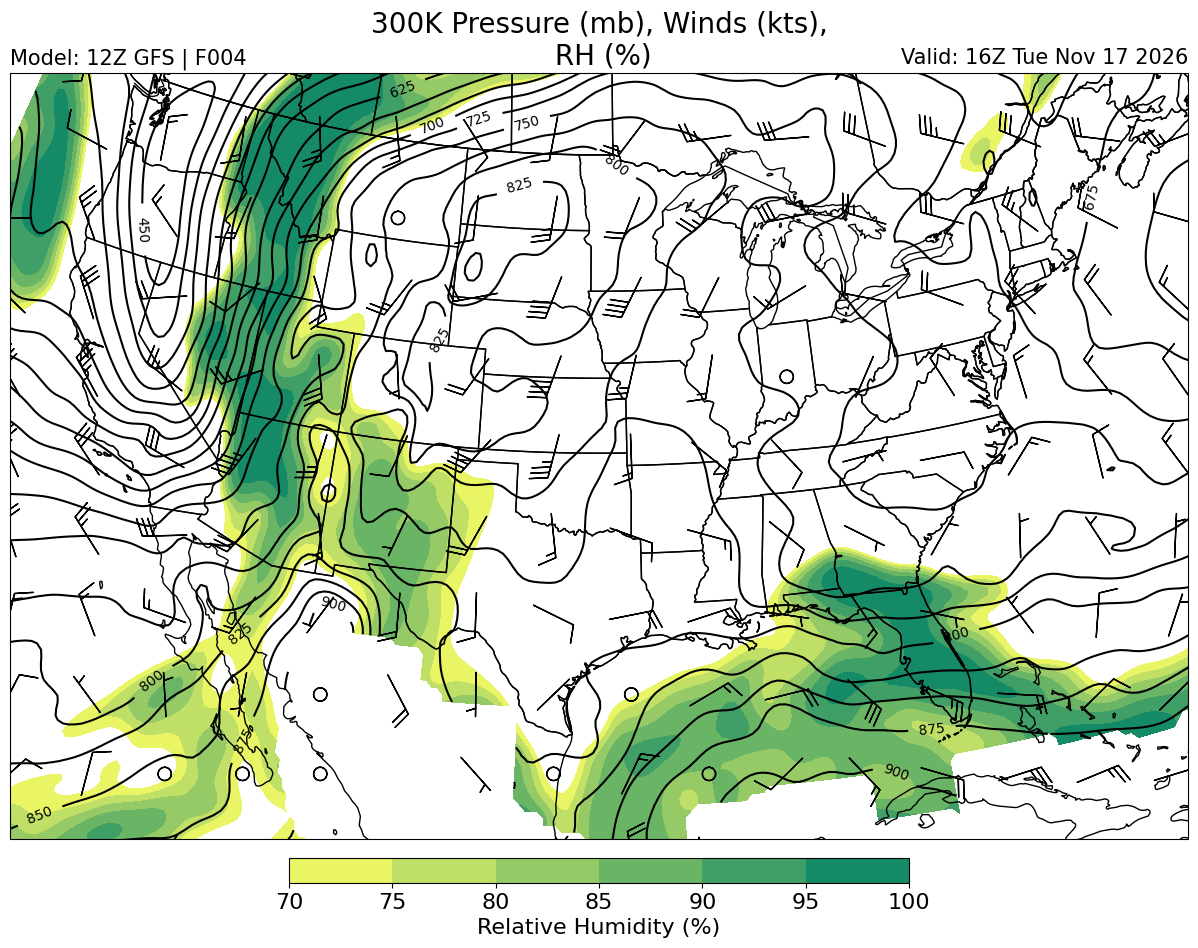 300K Pressure (mb), Winds (kts),
RH (%)
Model: 12Z GFS | F004
Valid: 16Z Tue Nov 17 2026
625
700
725
750
800
825
675
450
825
900
825
800
875
850
875
900
70 75 80 85 90 95 100
Relative Humidity (%)